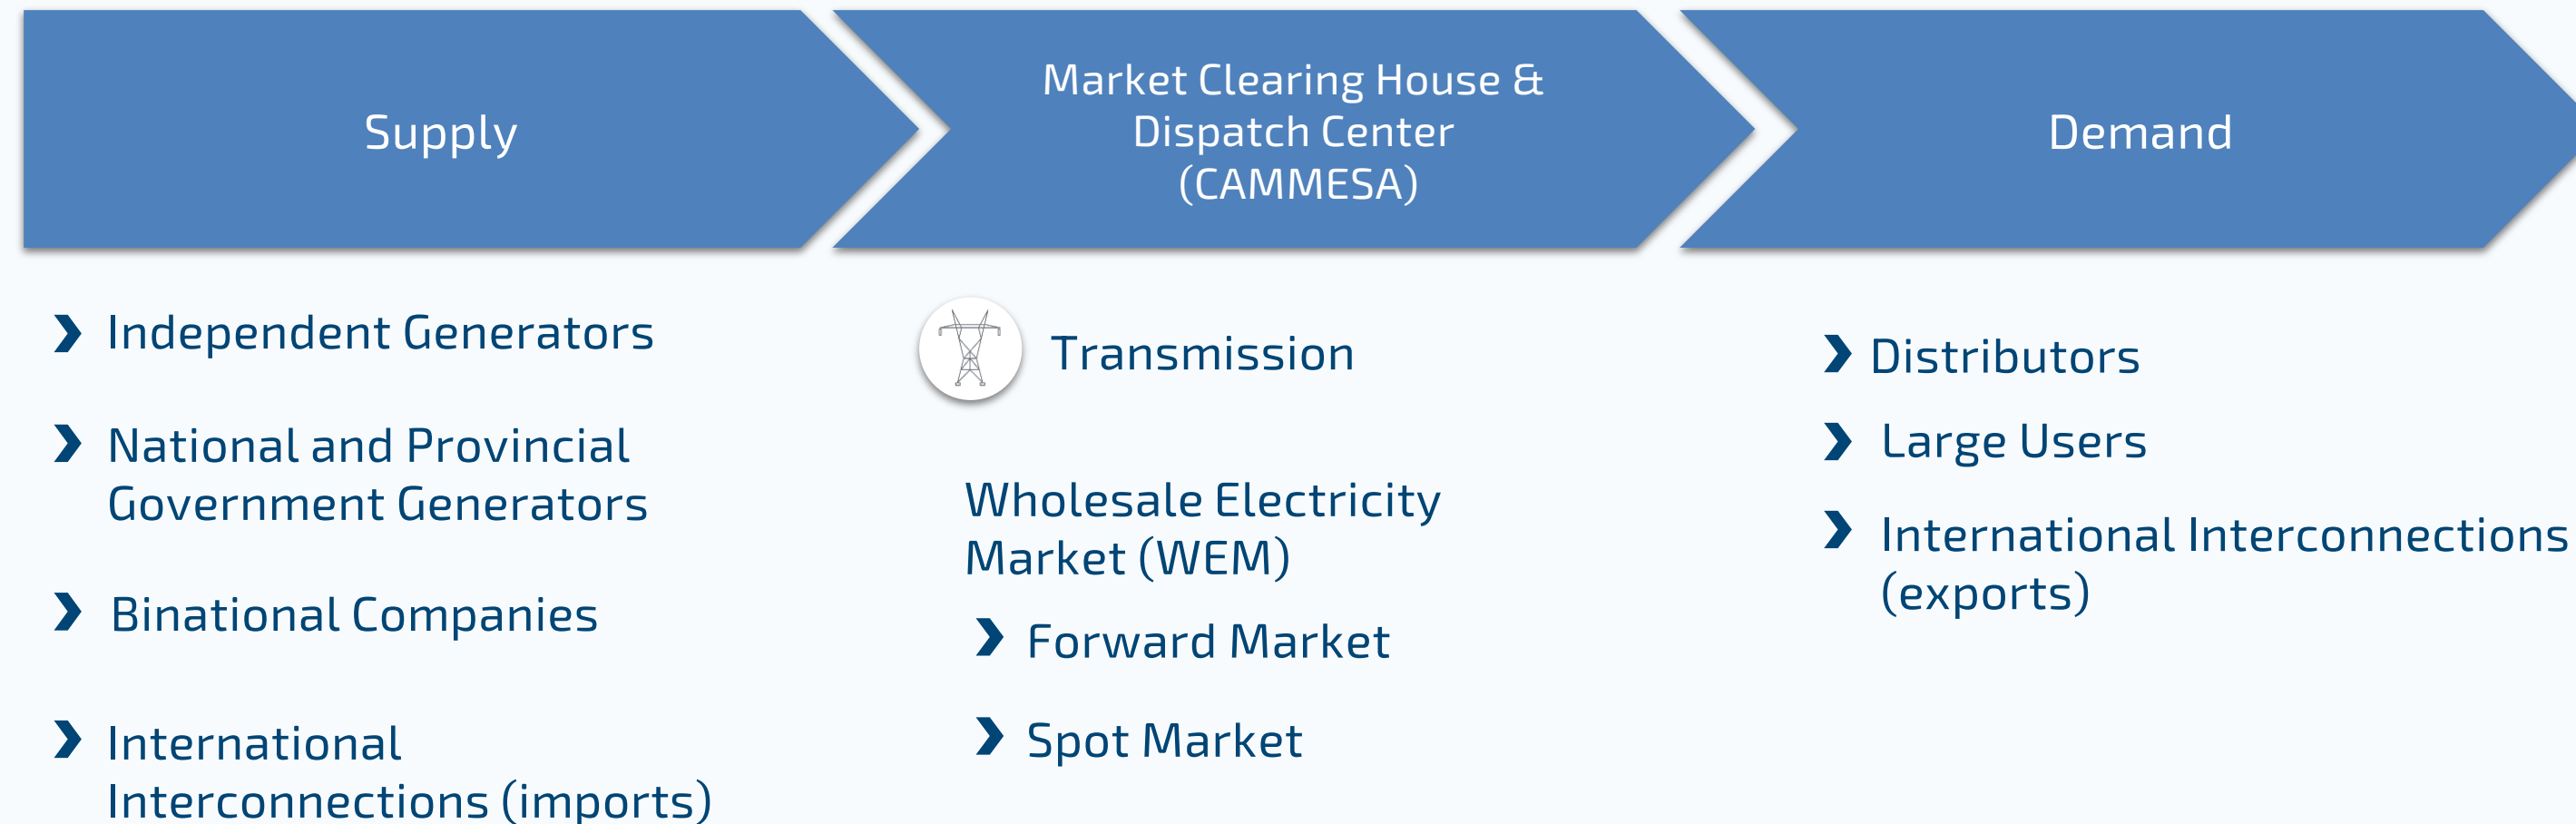 Supply
Market Clearing House &
Dispatch Center
(CAMMESA)
Demand
Independent Generators
National and Provincial
Government Generators
Binational Companies
International
Interconnections (imports)
Transmission
Wholesale Electricity
Market (WEM)
Forward Market
Spot Market
Distributors
Large Users
International Interconnections
(exports)